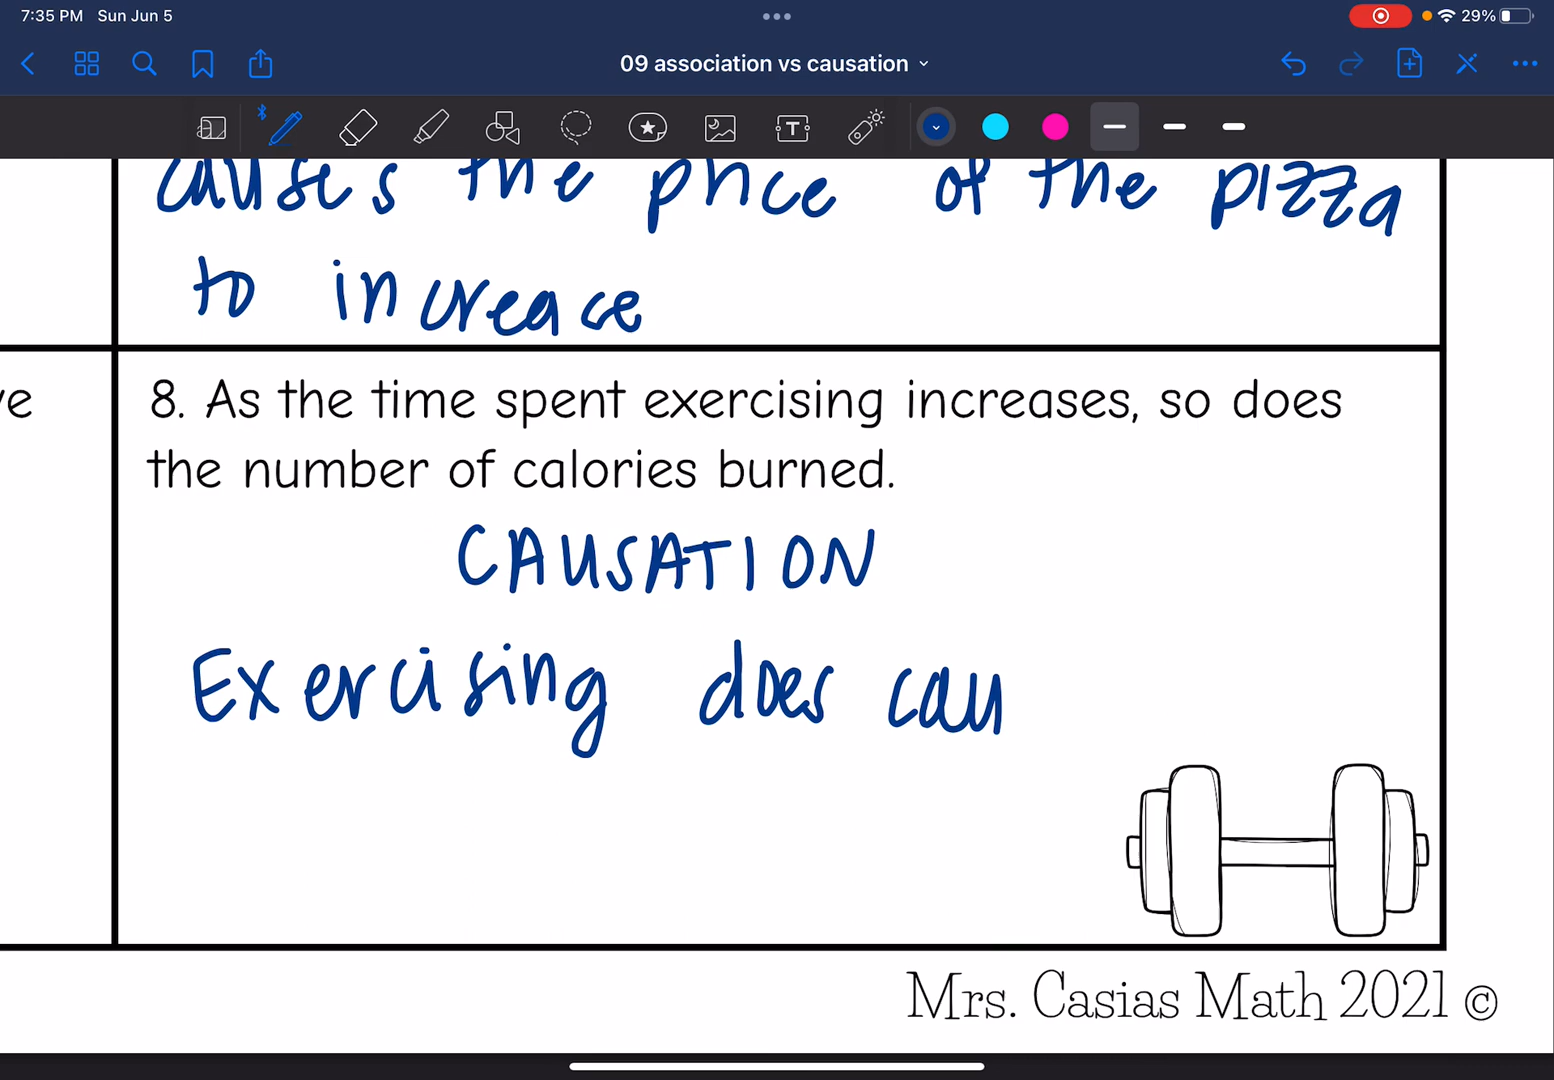 7:35 PM Sun Jun 5
29%
09 association vs causation
T
causes the price of the pizza
to increace
ve
8. As the time spent exercising increases, so does
the number of calories burned.
CAUSATION
Exercising does cau
Mrs. Casias Math 2021 ©